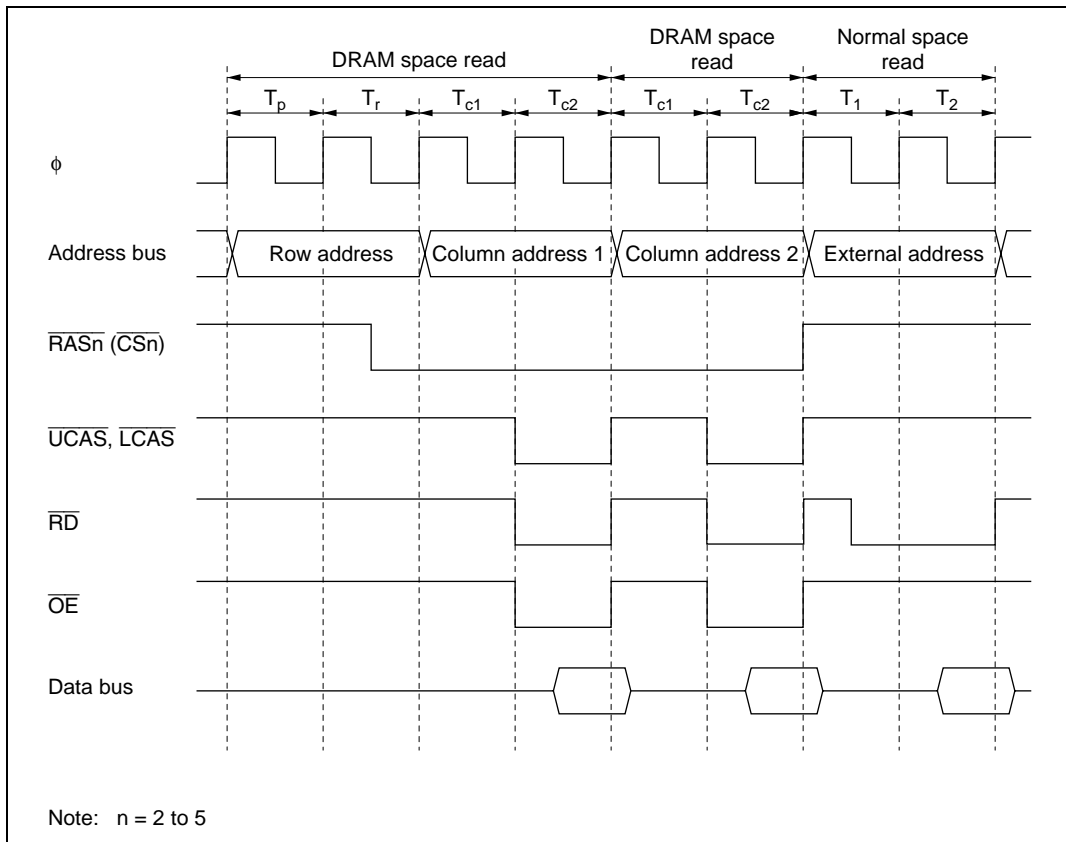 DRAM space read
DRAM space
read
Normal space
read
Tp Tr Tc1 Tc2 Tc1 Tc2 T1 T2
ϕ
Address bus Row address Column address 1 Column address 2 External address
RASn (CSn)
UCAS, LCAS
RD
OE
Data bus
Note: n = 2 to 5